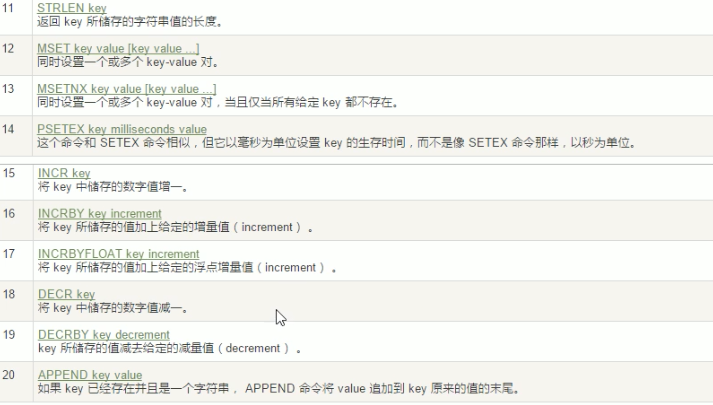 11 STRLEN key
返回 key 所储存的字符串值的长度。
12 MSET key value [key value ...]
同时设置一个或多个 key-value 对。
13 MSETNX key value [key value ...]
同时设置一个或多个 key-value 对，当且仅当所有给定 key 都不存在。
14 PSETEX key milliseconds value
这个命令和 SETEX 命令相似，但它以毫秒为单位设置 key 的生存时间，而不是像 SETEX 命令那样，以秒为单位。
15 INCR key
将 key 中储存的数字值增一。
16 INCRBY key increment
将 key 所储存的值加上给定的增量值（increment）。
17 INCRBYFLOAT key increment
将 key 所储存的值加上给定的浮点增量值（increment）。
18 DECR key
将 key 中储存的数字值减一。
19 DECRBY key decrement
key 所储存的值减去给定的减量值（decrement）。
20 APPEND key value
如果 key 已经存在并且是一个字符串， APPEND 命令将 value 追加到 key 原来的值的末尾。